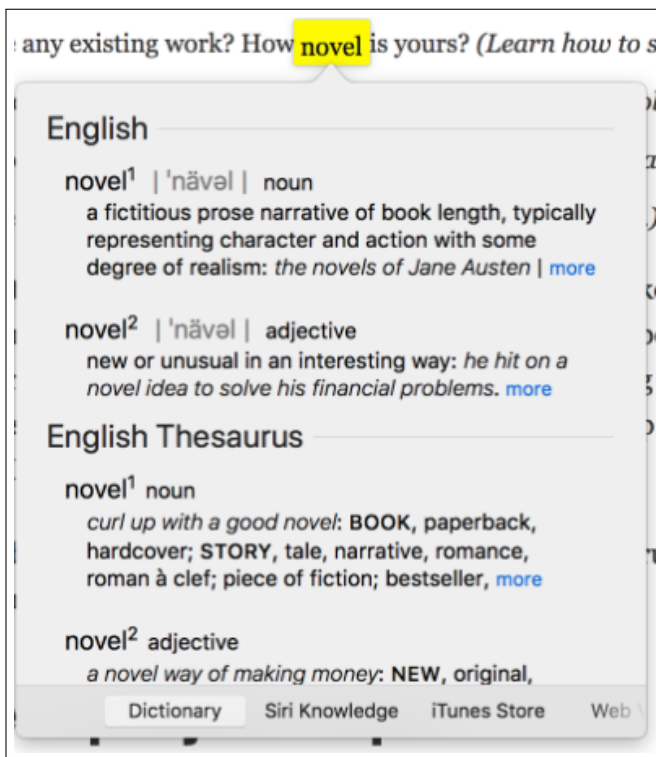 any existing work? How novel is yours? (Learn how to s
English
novel¹ | ˈnävəl | noun
a fictitious prose narrative of book length, typically
representing character and action with some
degree of realism: the novels of Jane Austen | more
novel² | ˈnävəl | adjective
new or unusual in an interesting way: he hit on a
novel idea to solve his financial problems. more
English Thesaurus
novel¹ noun
curl up with a good novel: BOOK, paperback,
hardcover; STORY, tale, narrative, romance,
roman à clef; piece of fiction; bestseller, more
novel² adjective
a novel way of making money: NEW, original,
Dictionary Siri Knowledge iTunes Store Web